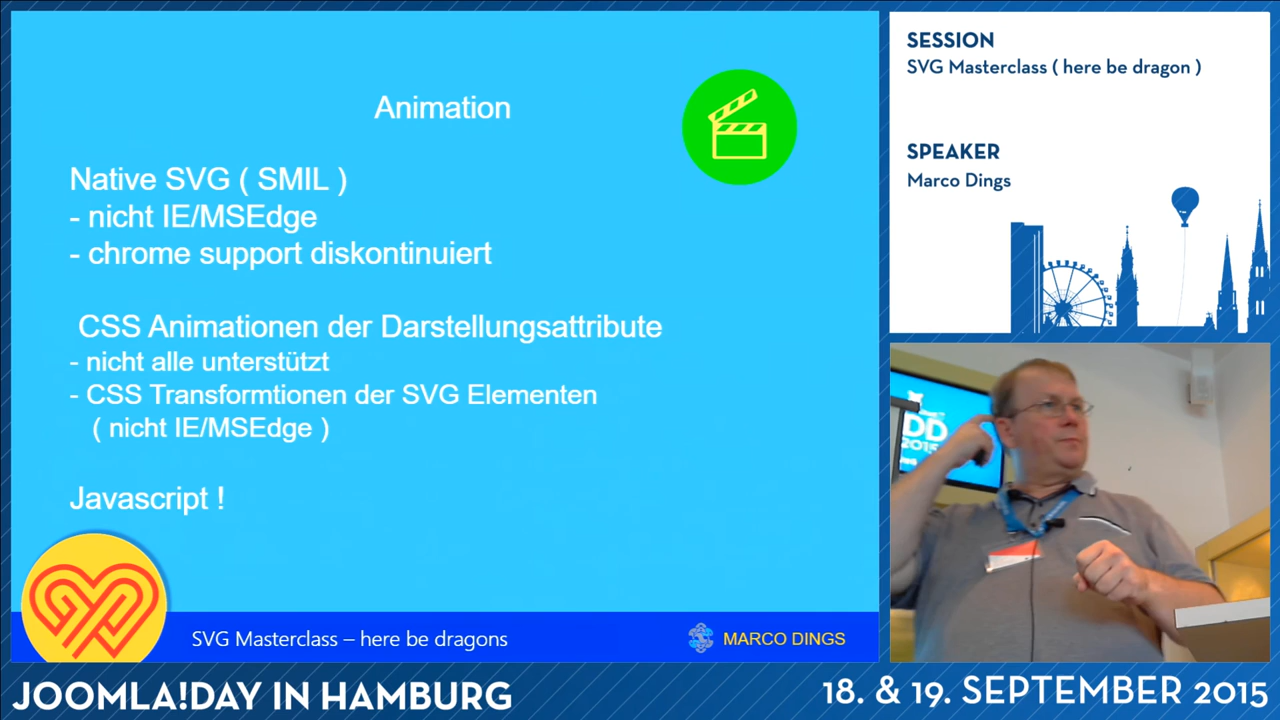 Animation
Native SVG ( SMIL )
- nicht IE/MSEdge
- chrome support diskontinuiert
CSS Animationen der Darstellungsattribute
- nicht alle unterstützt
- CSS Transformtionen der SVG Elementen
( nicht IE/MSEdge )
Javascript !
SVG Masterclass – here be dragons
MARCO DINGS
SESSION
SVG Masterclass ( here be dragon )
SPEAKER
Marco Dings
DD
2015
JOOMLA!DAY IN HAMBURG
18. & 19. SEPTEMBER 2015